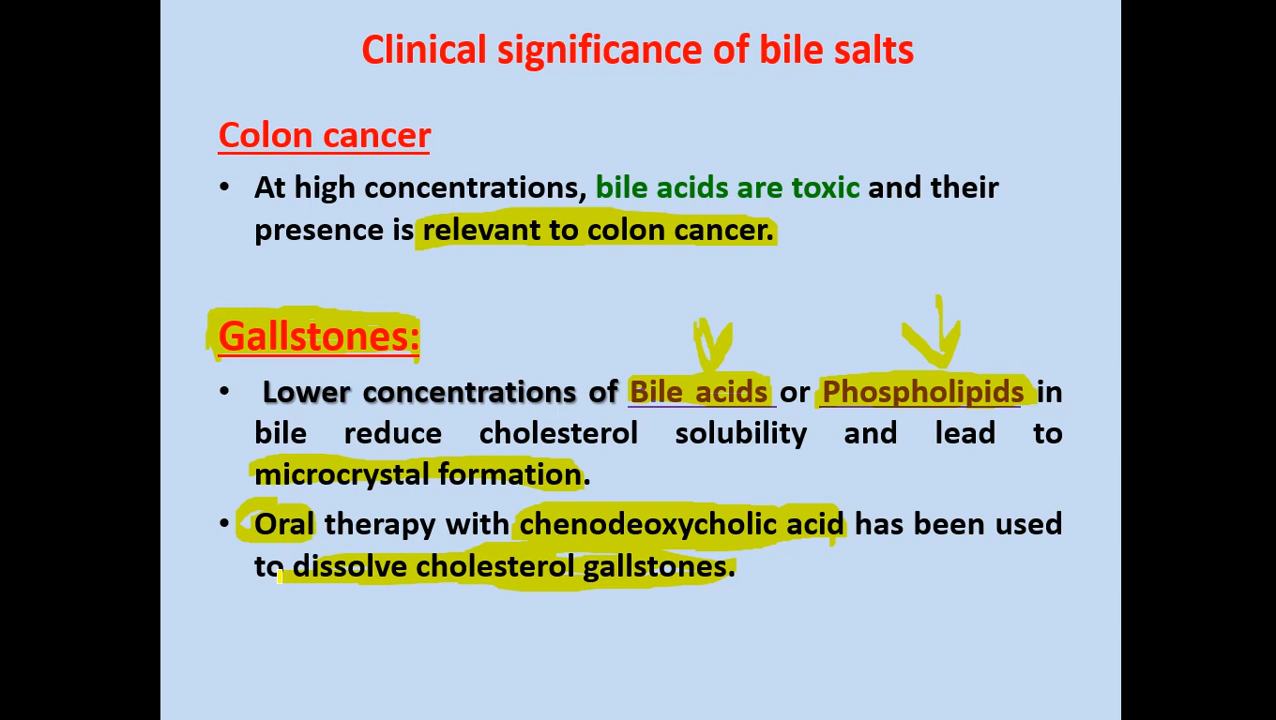 Clinical significance of bile salts
Colon cancer
• At high concentrations, bile acids are toxic and their
presence is relevant to colon cancer.
Gallstones:
• Lower concentrations of Bile acids or Phospholipids in
bile reduce cholesterol solubility and lead to
microcrystal formation.
• Oral therapy with chenodeoxycholic acid has been used
to dissolve cholesterol gallstones.